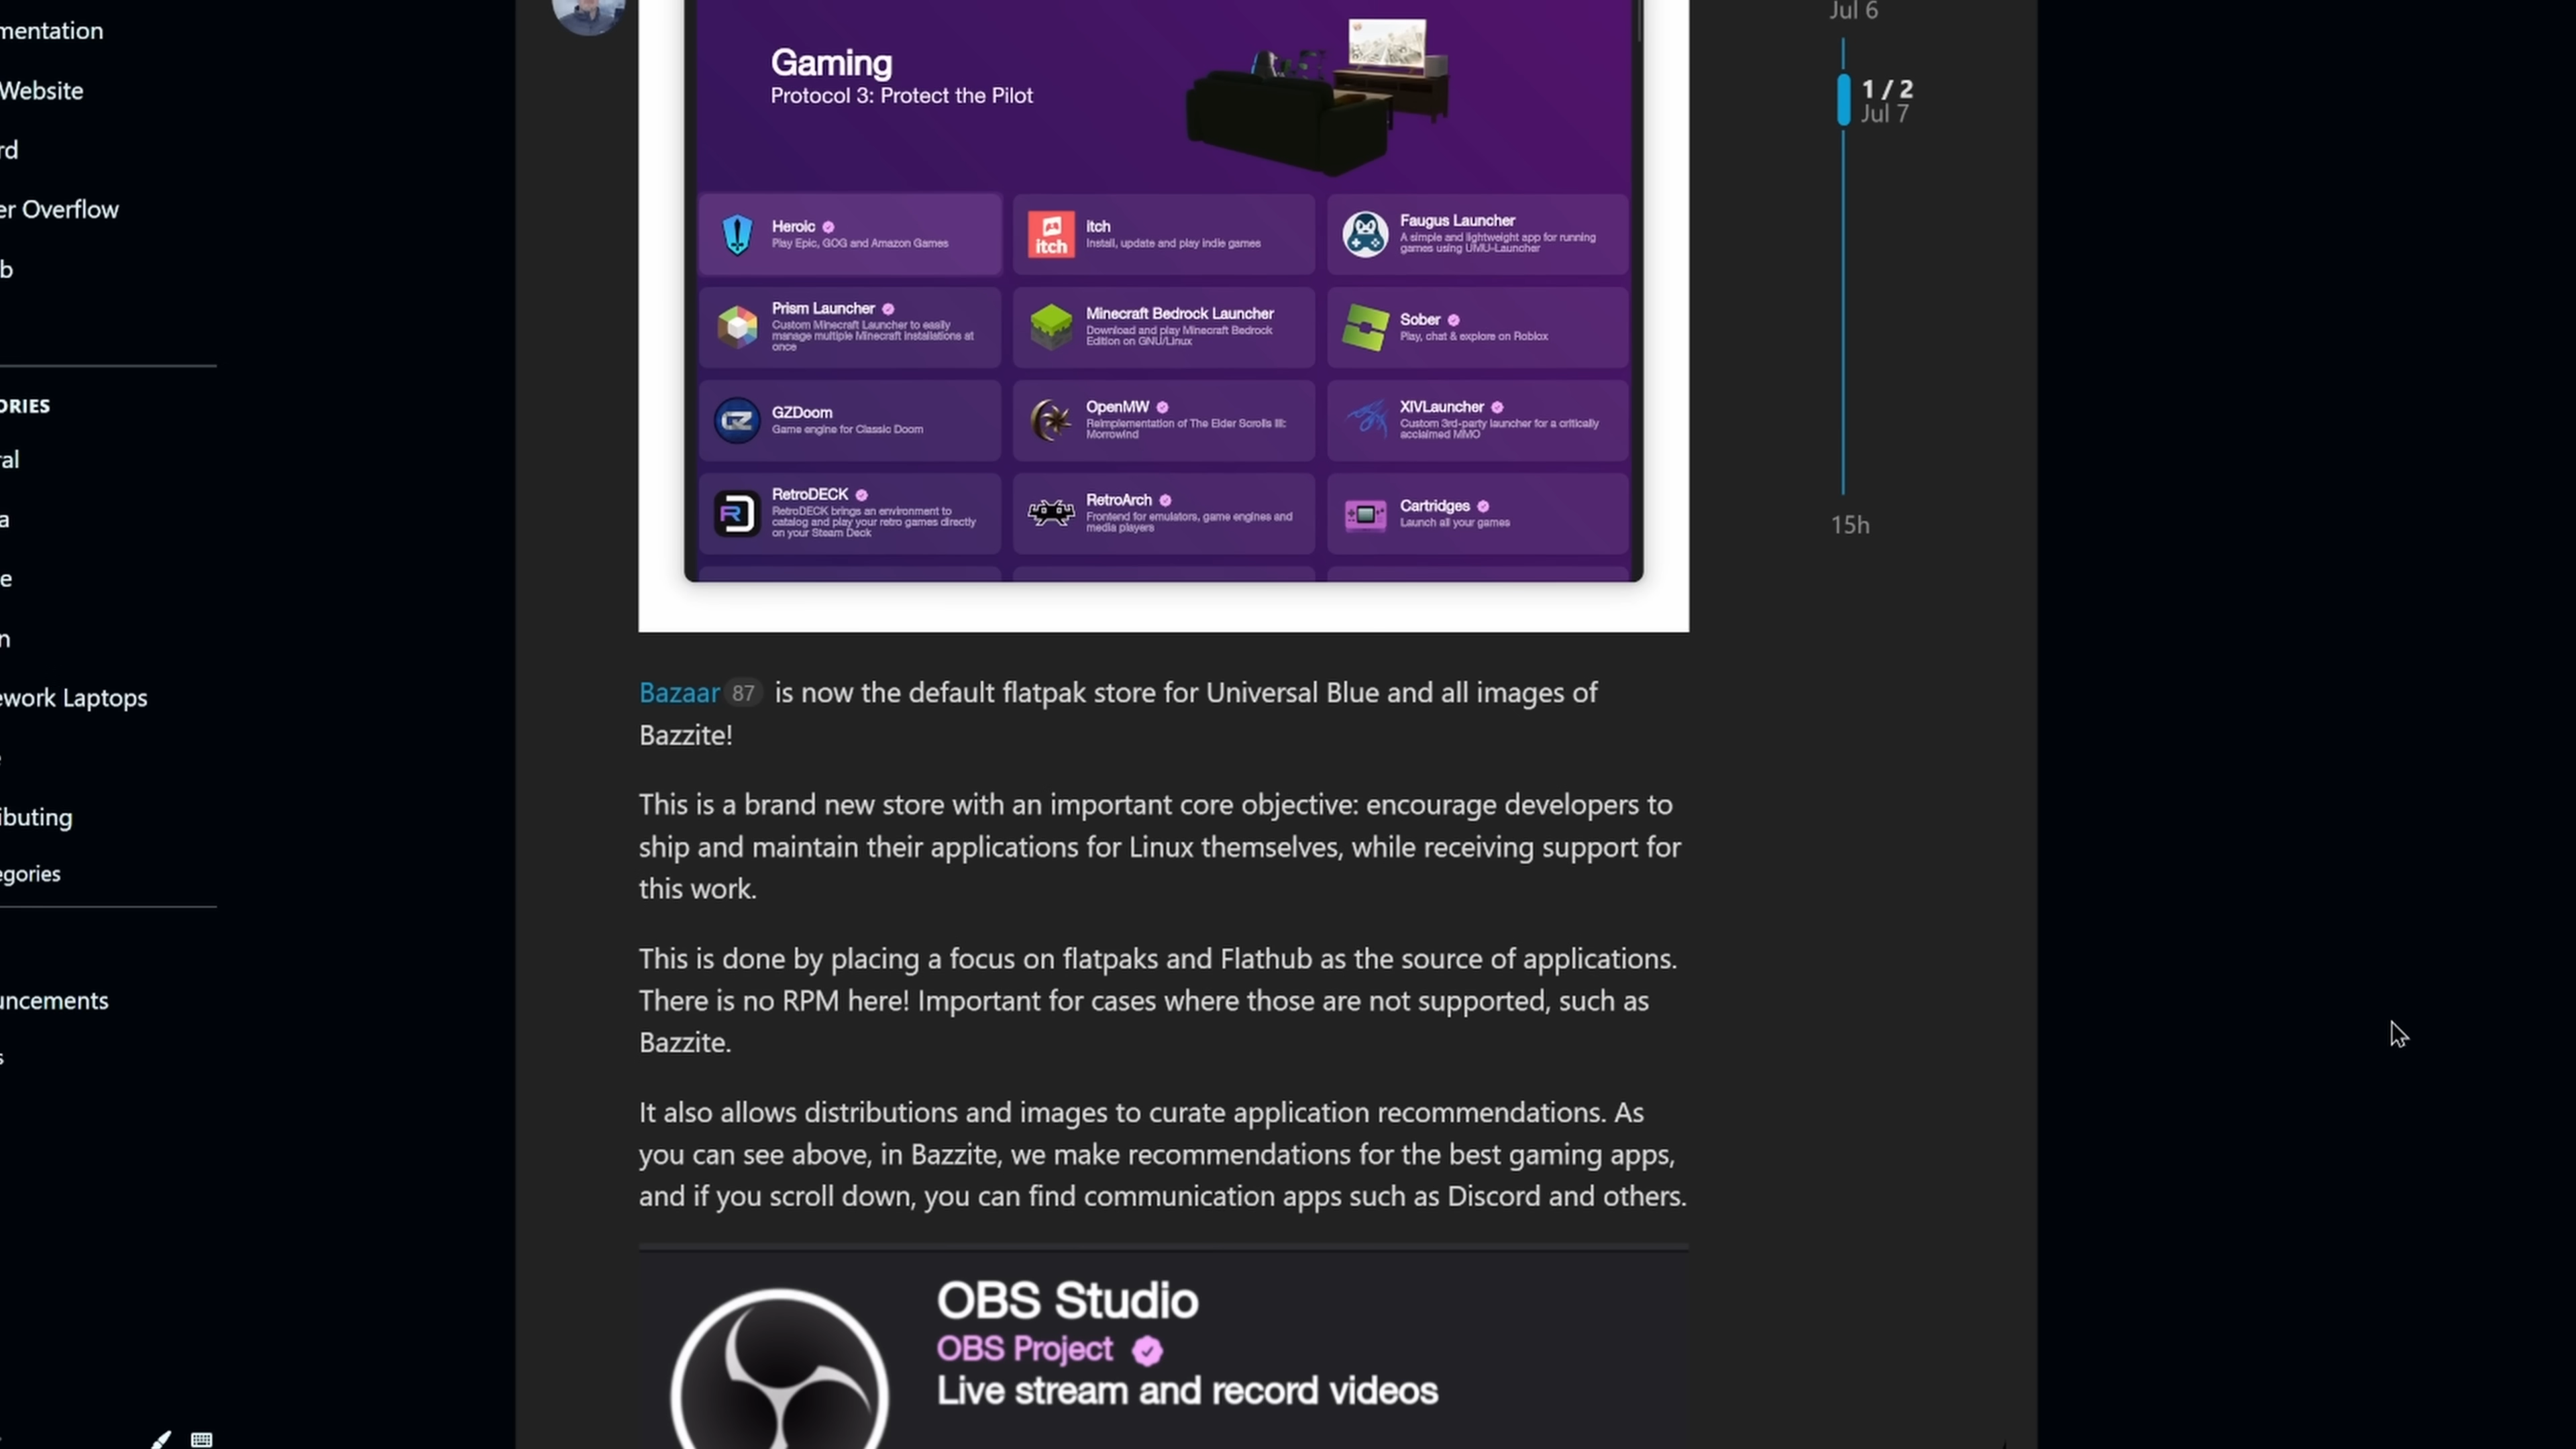 mentation
Website
rd
er Overflow
b
ORIES
ral
a
e
n
ework Laptops
ibuting
egories
uncements
s
Gaming
Protocol 3: Protect the Pilot
Heroic
Play Epic, GOG and Amazon Games
itch
itch
Install, update and play indie games
Faugus Launcher
A simple and lightweight app for running
games using UMU-Launcher
Prism Launcher
Custom Minecraft Launcher to easily
manage multiple Minecraft installations at
once
Minecraft Bedrock Launcher
Download and play Minecraft Bedrock
Edition on GNU/Linux
Sober
Play, chat & explore on Roblox
GZ
GZDoom
Game engine for Classic Doom
OpenMW
Reimplementation of The Elder Scrolls III:
Morrowind
XIVLauncher
Custom 3rd-party launcher for a critically
acclaimed MMO
R
RetroDECK
RetroDECK brings an environment to
catalog and play your retro games directly
on your Steam Deck
RetroArch
Frontend for emulators, game engines and
media players
Cartridges
Launch all your games
Bazaar 87 is now the default flatpak store for Universal Blue and all images of
Bazzite!
This is a brand new store with an important core objective: encourage developers to
ship and maintain their applications for Linux themselves, while receiving support for
this work.
This is done by placing a focus on flatpaks and Flathub as the source of applications.
There is no RPM here! Important for cases where those are not supported, such as
Bazzite.
It also allows distributions and images to curate application recommendations. As
you can see above, in Bazzite, we make recommendations for the best gaming apps,
and if you scroll down, you can find communication apps such as Discord and others.
OBS Studio
OBS Project
Live stream and record videos
Jul 6
1 / 2
Jul 7
15h